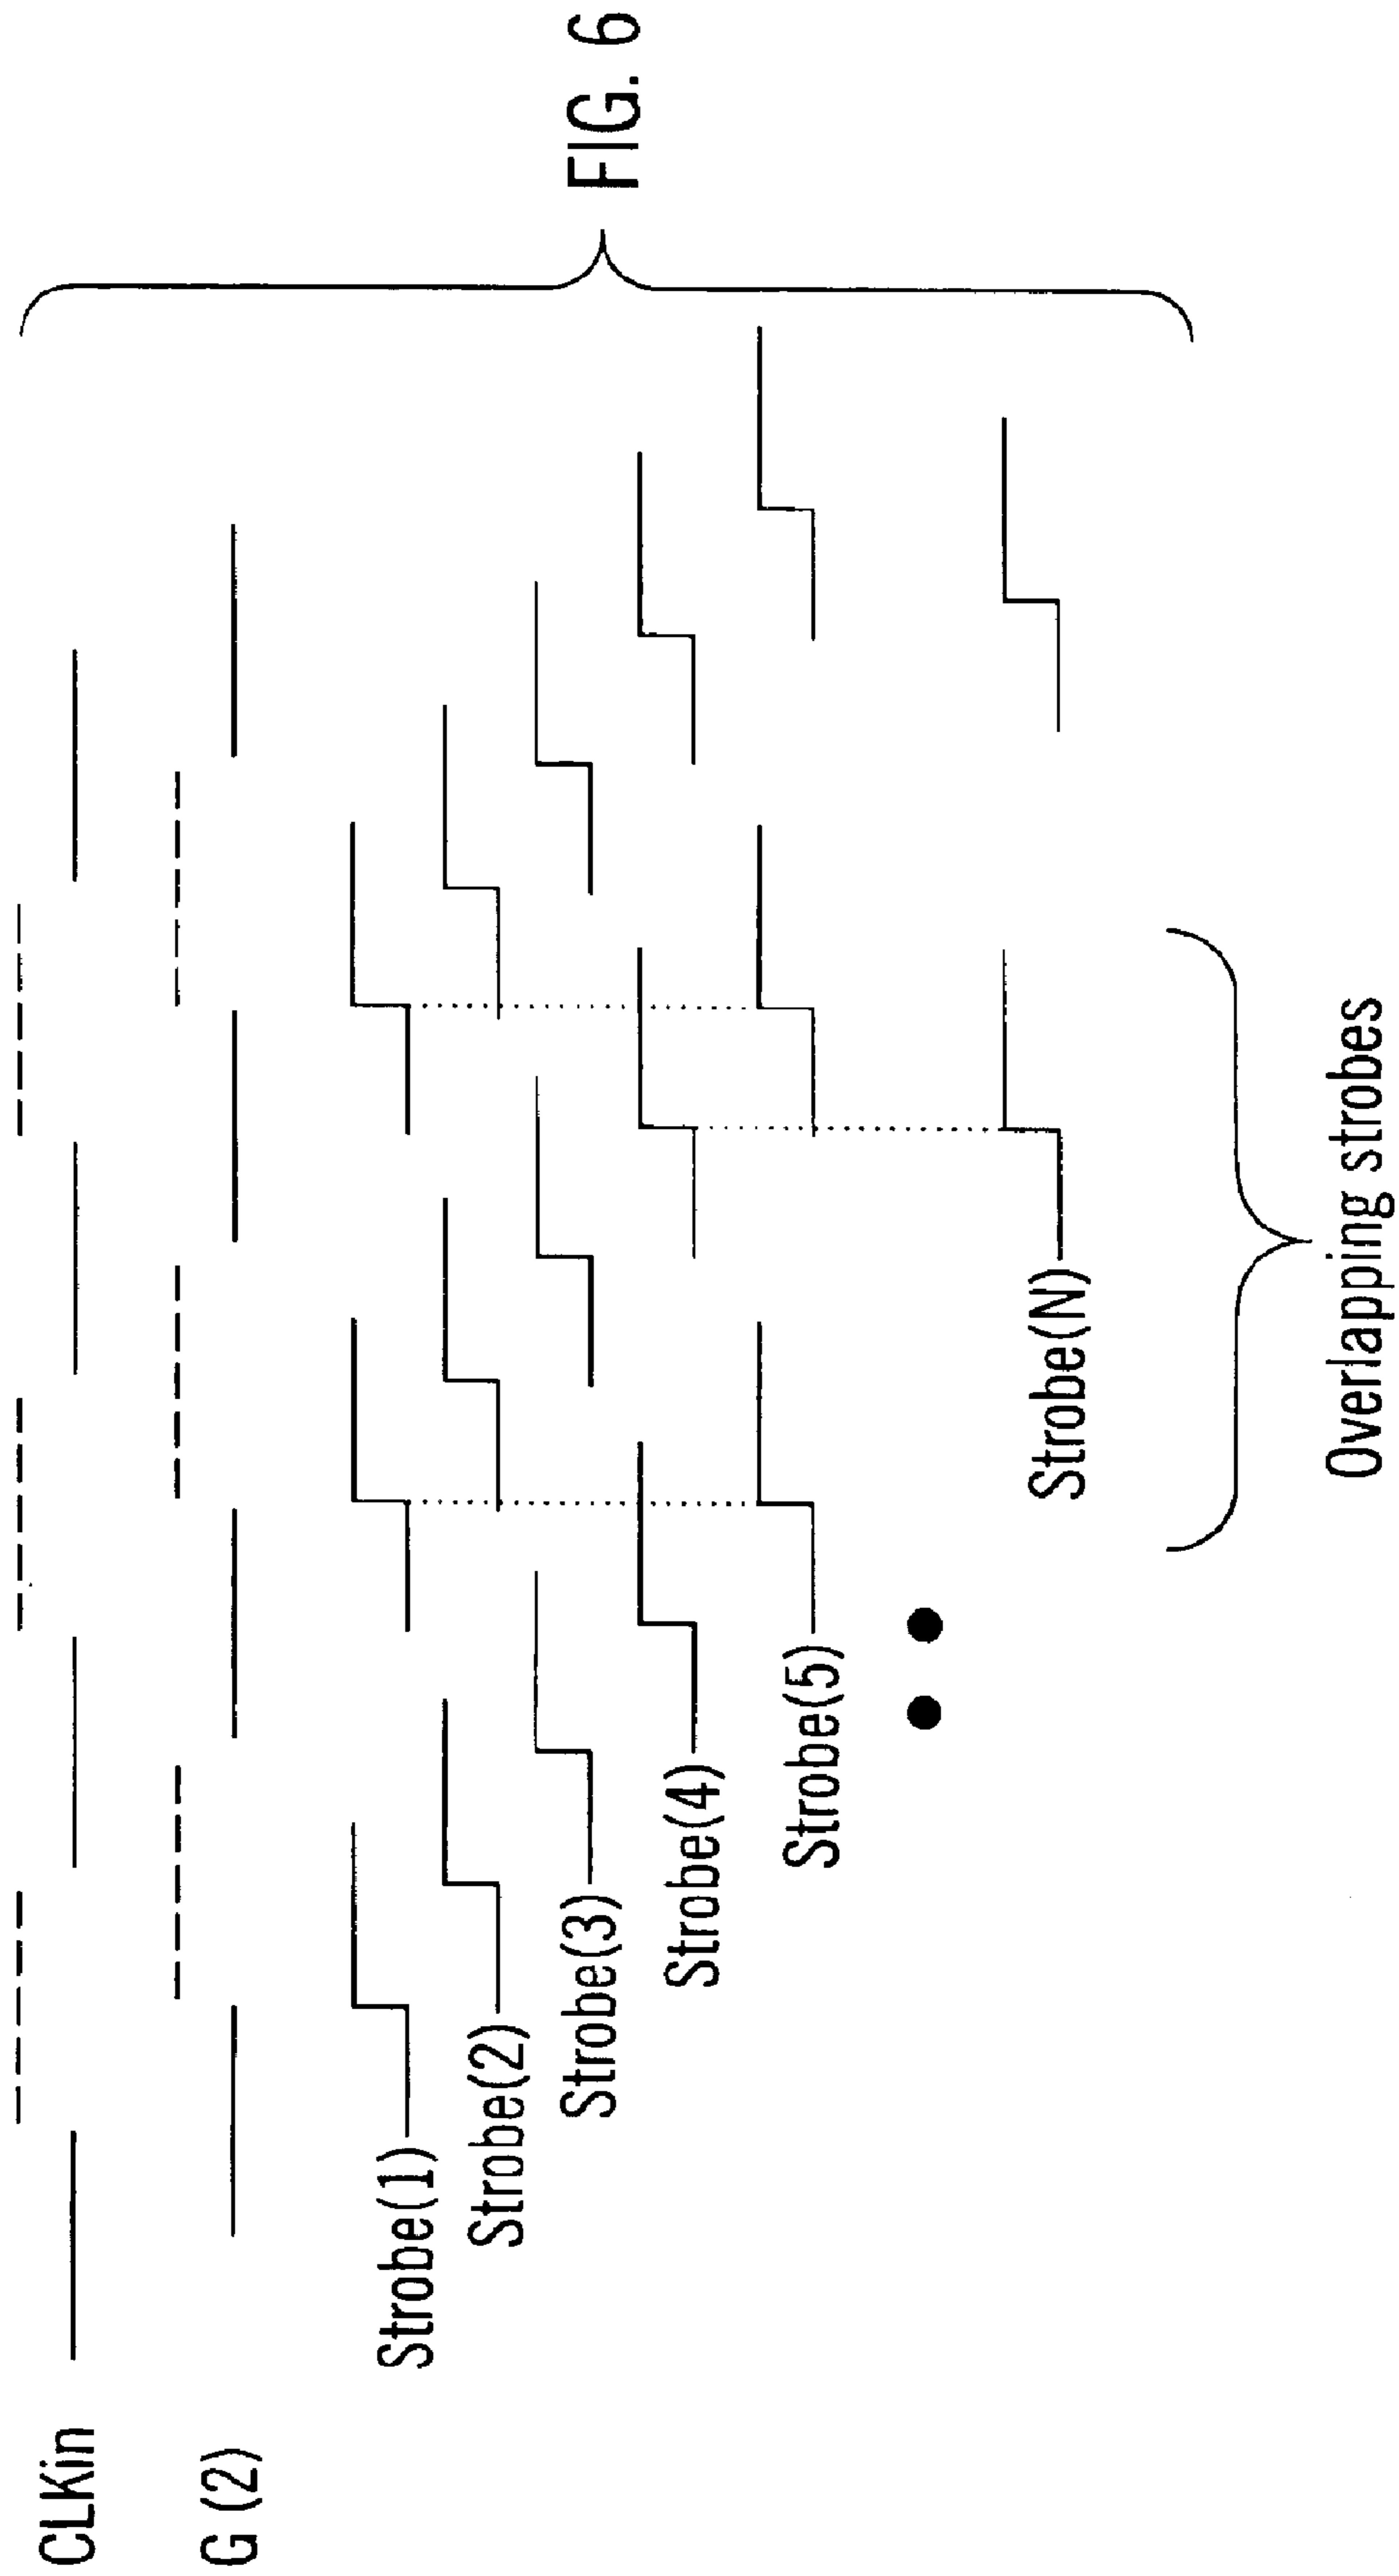 CLKin
G (2)
Strobe(1)
Strobe(2)
Strobe(3)
Strobe(4)
Strobe(5)
Strobe(N)
Overlapping strobes
FIG. 6